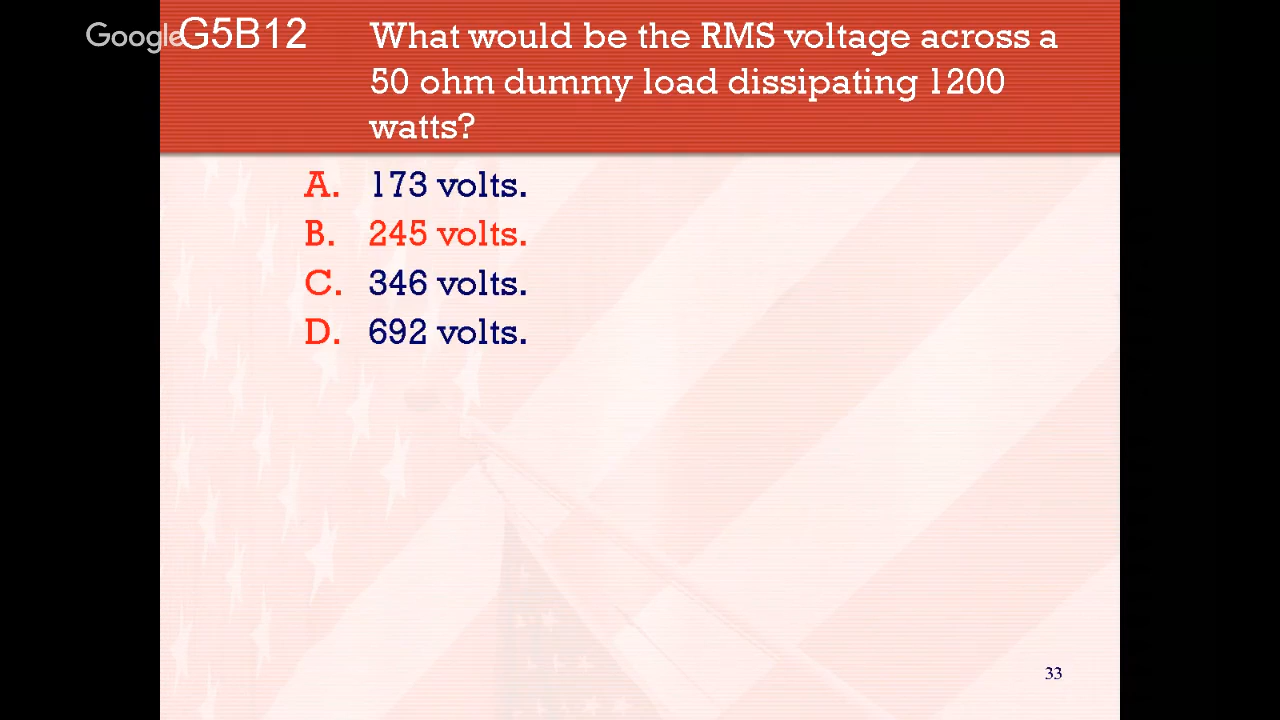 Google
G5B12
What would be the RMS voltage across a
50 ohm dummy load dissipating 1200
watts?
A. 173 volts.
B. 245 volts.
C. 346 volts.
D. 692 volts.
33